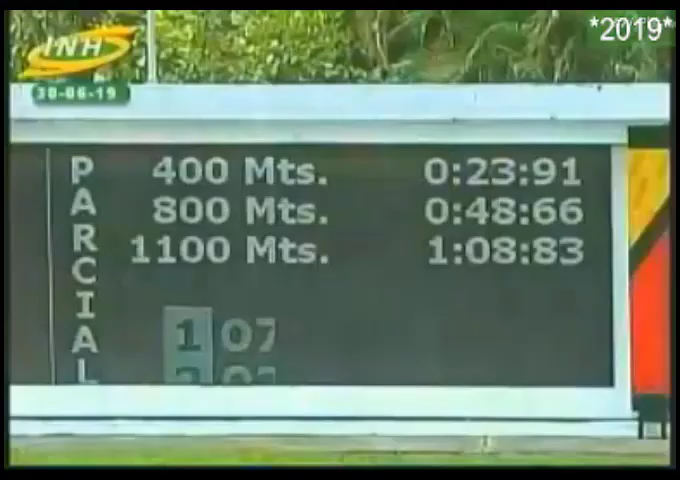 INH
*2019*
30-06-19
PARCIAL
400 Mts. 0:23:91
800 Mts. 0:48:66
1100 Mts. 1:08:83
1 07